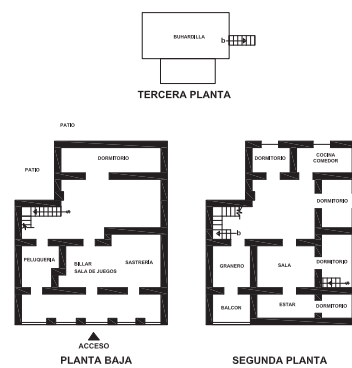 BUHARDILLA
b
TERCERA PLANTA
PATIO
PATIO
DORMITORIO
a
PELUQUERIA
BILLAR
SALA DE JUEGOS
SASTRERÍA
ACCESO
PLANTA BAJA
DORMITORIO
COCINA
COMEDOR
DORMITORIO
a
b
GRANERO
SALA
DORMITORIO
BALCON
ESTAR
DORMITORIO
SEGUNDA PLANTA